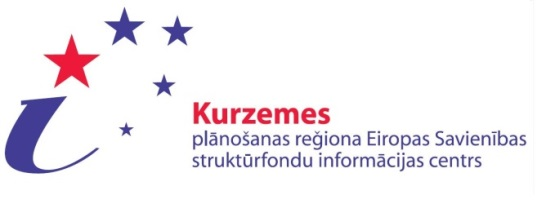 i
Kurzemes
plānošanas reģiona Eiropas Savienības
struktūrfondu informācijas centrs